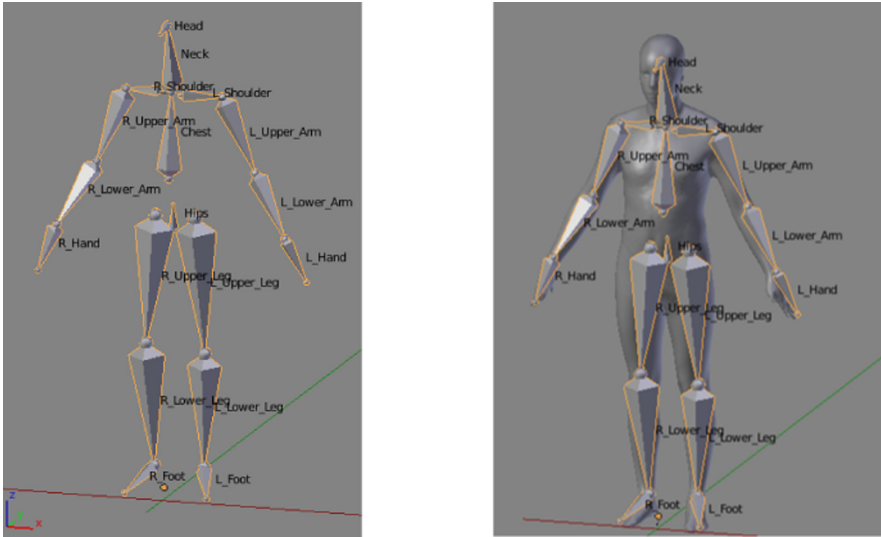 Head
Neck
R_Shoulder
L_Shoulder
R_Upper_Arm
Chest
L_Upper_Arm
R_Lower_Arm
L_Lower_Arm
Hips
R_Hand
L_Hand
R_Upper_Leg
L_Upper_Leg
R_Lower_Leg
L_Lower_Leg
R_Foot
L_Foot
z
x
Head
Neck
R_Shoulder
L_Shoulder
R_Upper_Arm
Chest
L_Upper_Arm
R_Lower_Arm
L_Lower_Arm
Hips
R_Hand
L_Hand
R_Upper_Leg
L_Upper_Leg
R_Lower_Leg
L_Lower_Leg
R_Foot
L_Foot